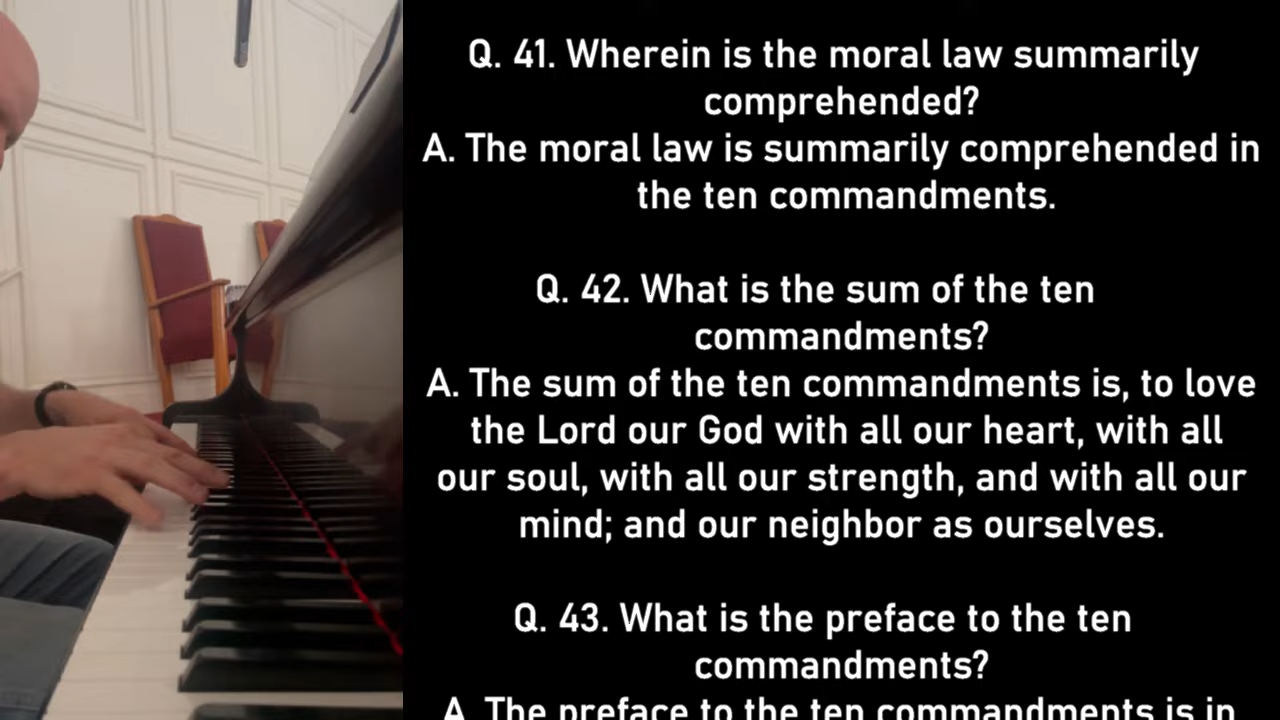 Q. 41. Wherein is the moral law summarily
comprehended?
A. The moral law is summarily comprehended in
the ten commandments.
Q. 42. What is the sum of the ten
commandments?
A. The sum of the ten commandments is, to love
the Lord our God with all our heart, with all
our soul, with all our strength, and with all our
mind; and our neighbor as ourselves.
Q. 43. What is the preface to the ten
commandments?
A. The preface to the ten commandments is in